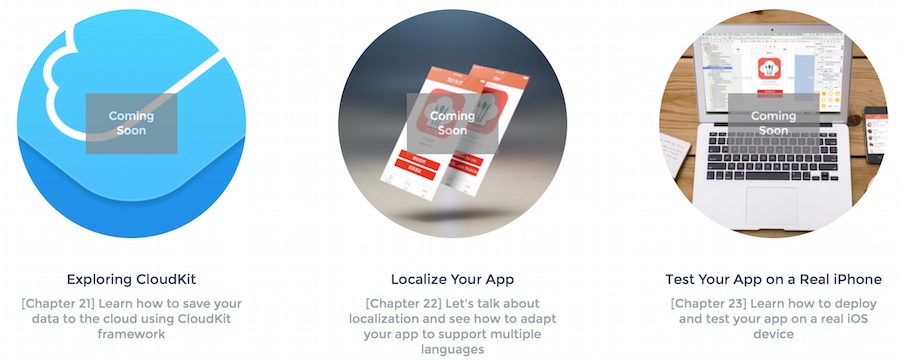 Coming
Soon
Coming
Soon
Coming
Soon
Exploring CloudKit
[Chapter 21] Learn how to save your
data to the cloud using CloudKit
framework
Localize Your App
[Chapter 22] Let's talk about
localization and see how to adapt
your app to support multiple
languages
Test Your App on a Real iPhone
[Chapter 23] Learn how to deploy
and test your app on a real iOS
device